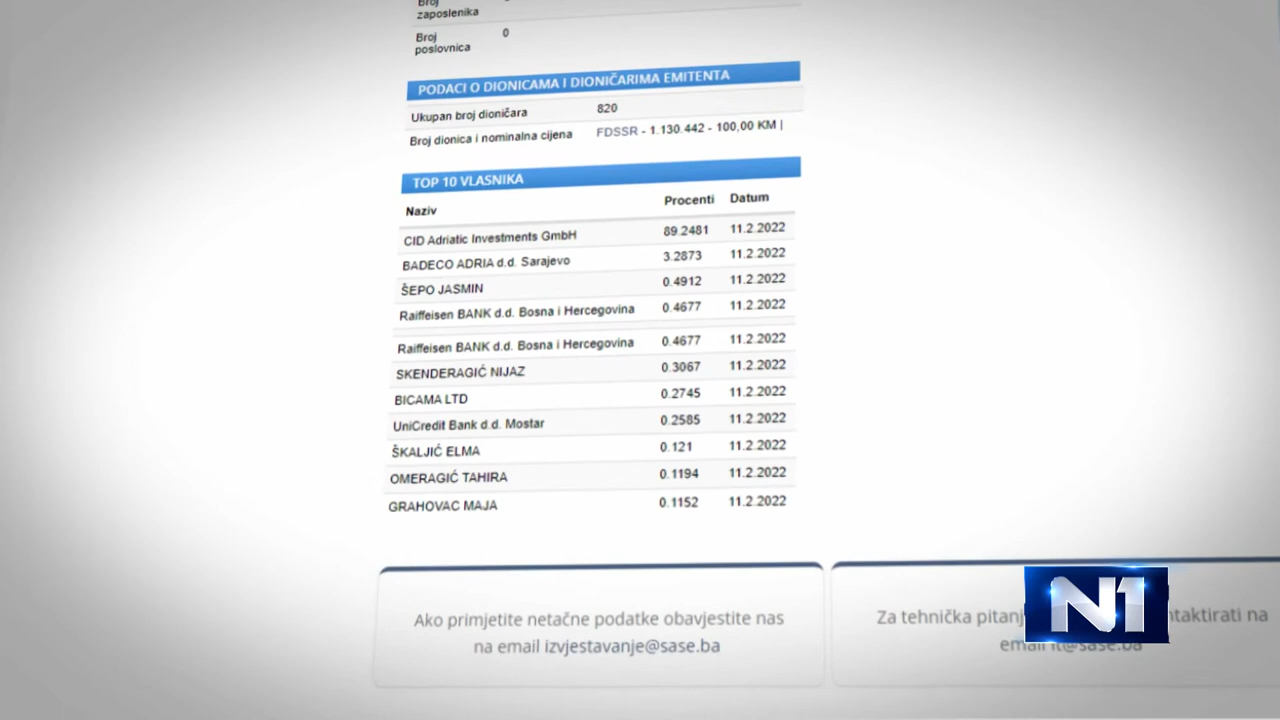 Broj
zaposlenika
Broj
poslovnica 0
PODACI O DIONICAMA I DIONIČARIMA EMITENTA
Ukupan broj dioničara 820
Broj dionica i nominalna cijena FDSSR - 1.130.442 - 100,00 KM |
TOP 10 VLASNIKA
Naziv Procenti Datum
CID Adriatic Investments GmbH 89.2481 11.2.2022
BADECO ADRIA d.d. Sarajevo 3.2873 11.2.2022
ŠEPO JASMIN 0.4912 11.2.2022
Raiffeisen BANK d.d. Bosna i Hercegovina 0.4677 11.2.2022
Raiffeisen BANK d.d. Bosna i Hercegovina 0.4677 11.2.2022
SKENDERAGIĆ NIJAZ 0.3067 11.2.2022
BICAMA LTD 0.2745 11.2.2022
UniCredit Bank d.d. Mostar 0.2585 11.2.2022
ŠKALJIĆ ELMA 0.121 11.2.2022
OMERAGIĆ TAHIRA 0.1194 11.2.2022
GRAHOVAC MAJA 0.1152 11.2.2022
Ako primjetite netačne podatke obavjestite nas
na email izvjestavanje@sase.ba
Za tehnička na
email it@sase.ba
N1